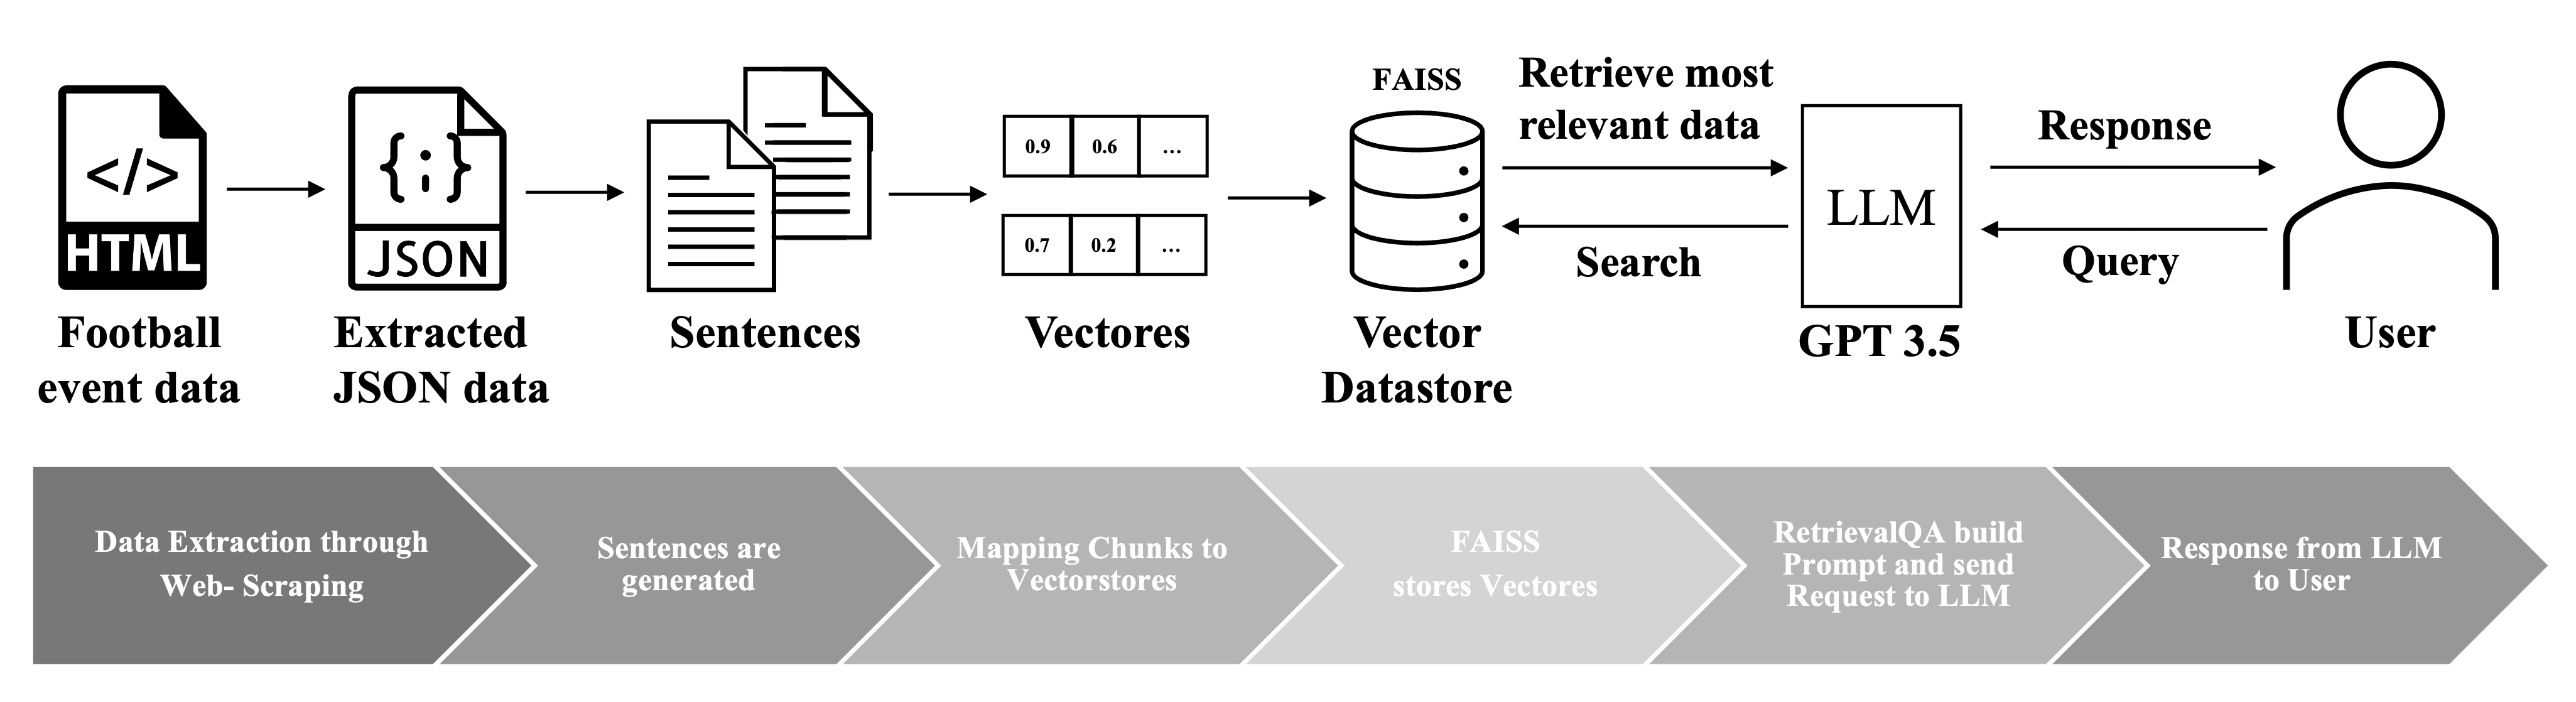 </>
HTML
Football
event data
{;}
JSON
Extracted
JSON data
Sentences
0.9 0.6 ...
0.7 0.2 ...
Vectores
FAISS
Vector
Datastore
Retrieve most
relevant data
Search
LLM
GPT 3.5
Response
Query
User
Data Extraction through
Web- Scraping
Sentences are
generated
Mapping Chunks to
Vectorstores
FAISS
stores Vectores
RetrievalQA build
Prompt and send
Request to LLM
Response from LLM
to User